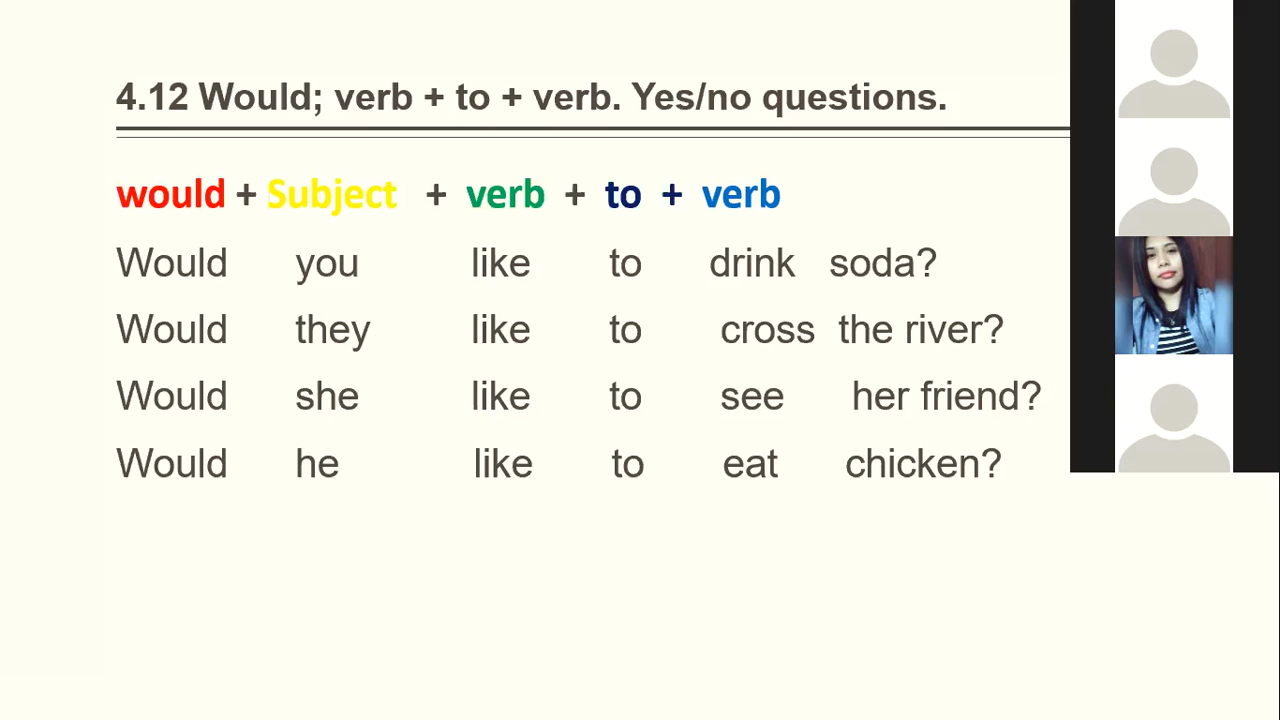 4.12 Would; verb + to + verb. Yes/no questions.
would + Subject + verb + to + verb
Would you like to drink soda?
Would they like to cross the river?
Would she like to see her friend?
Would he like to eat chicken?